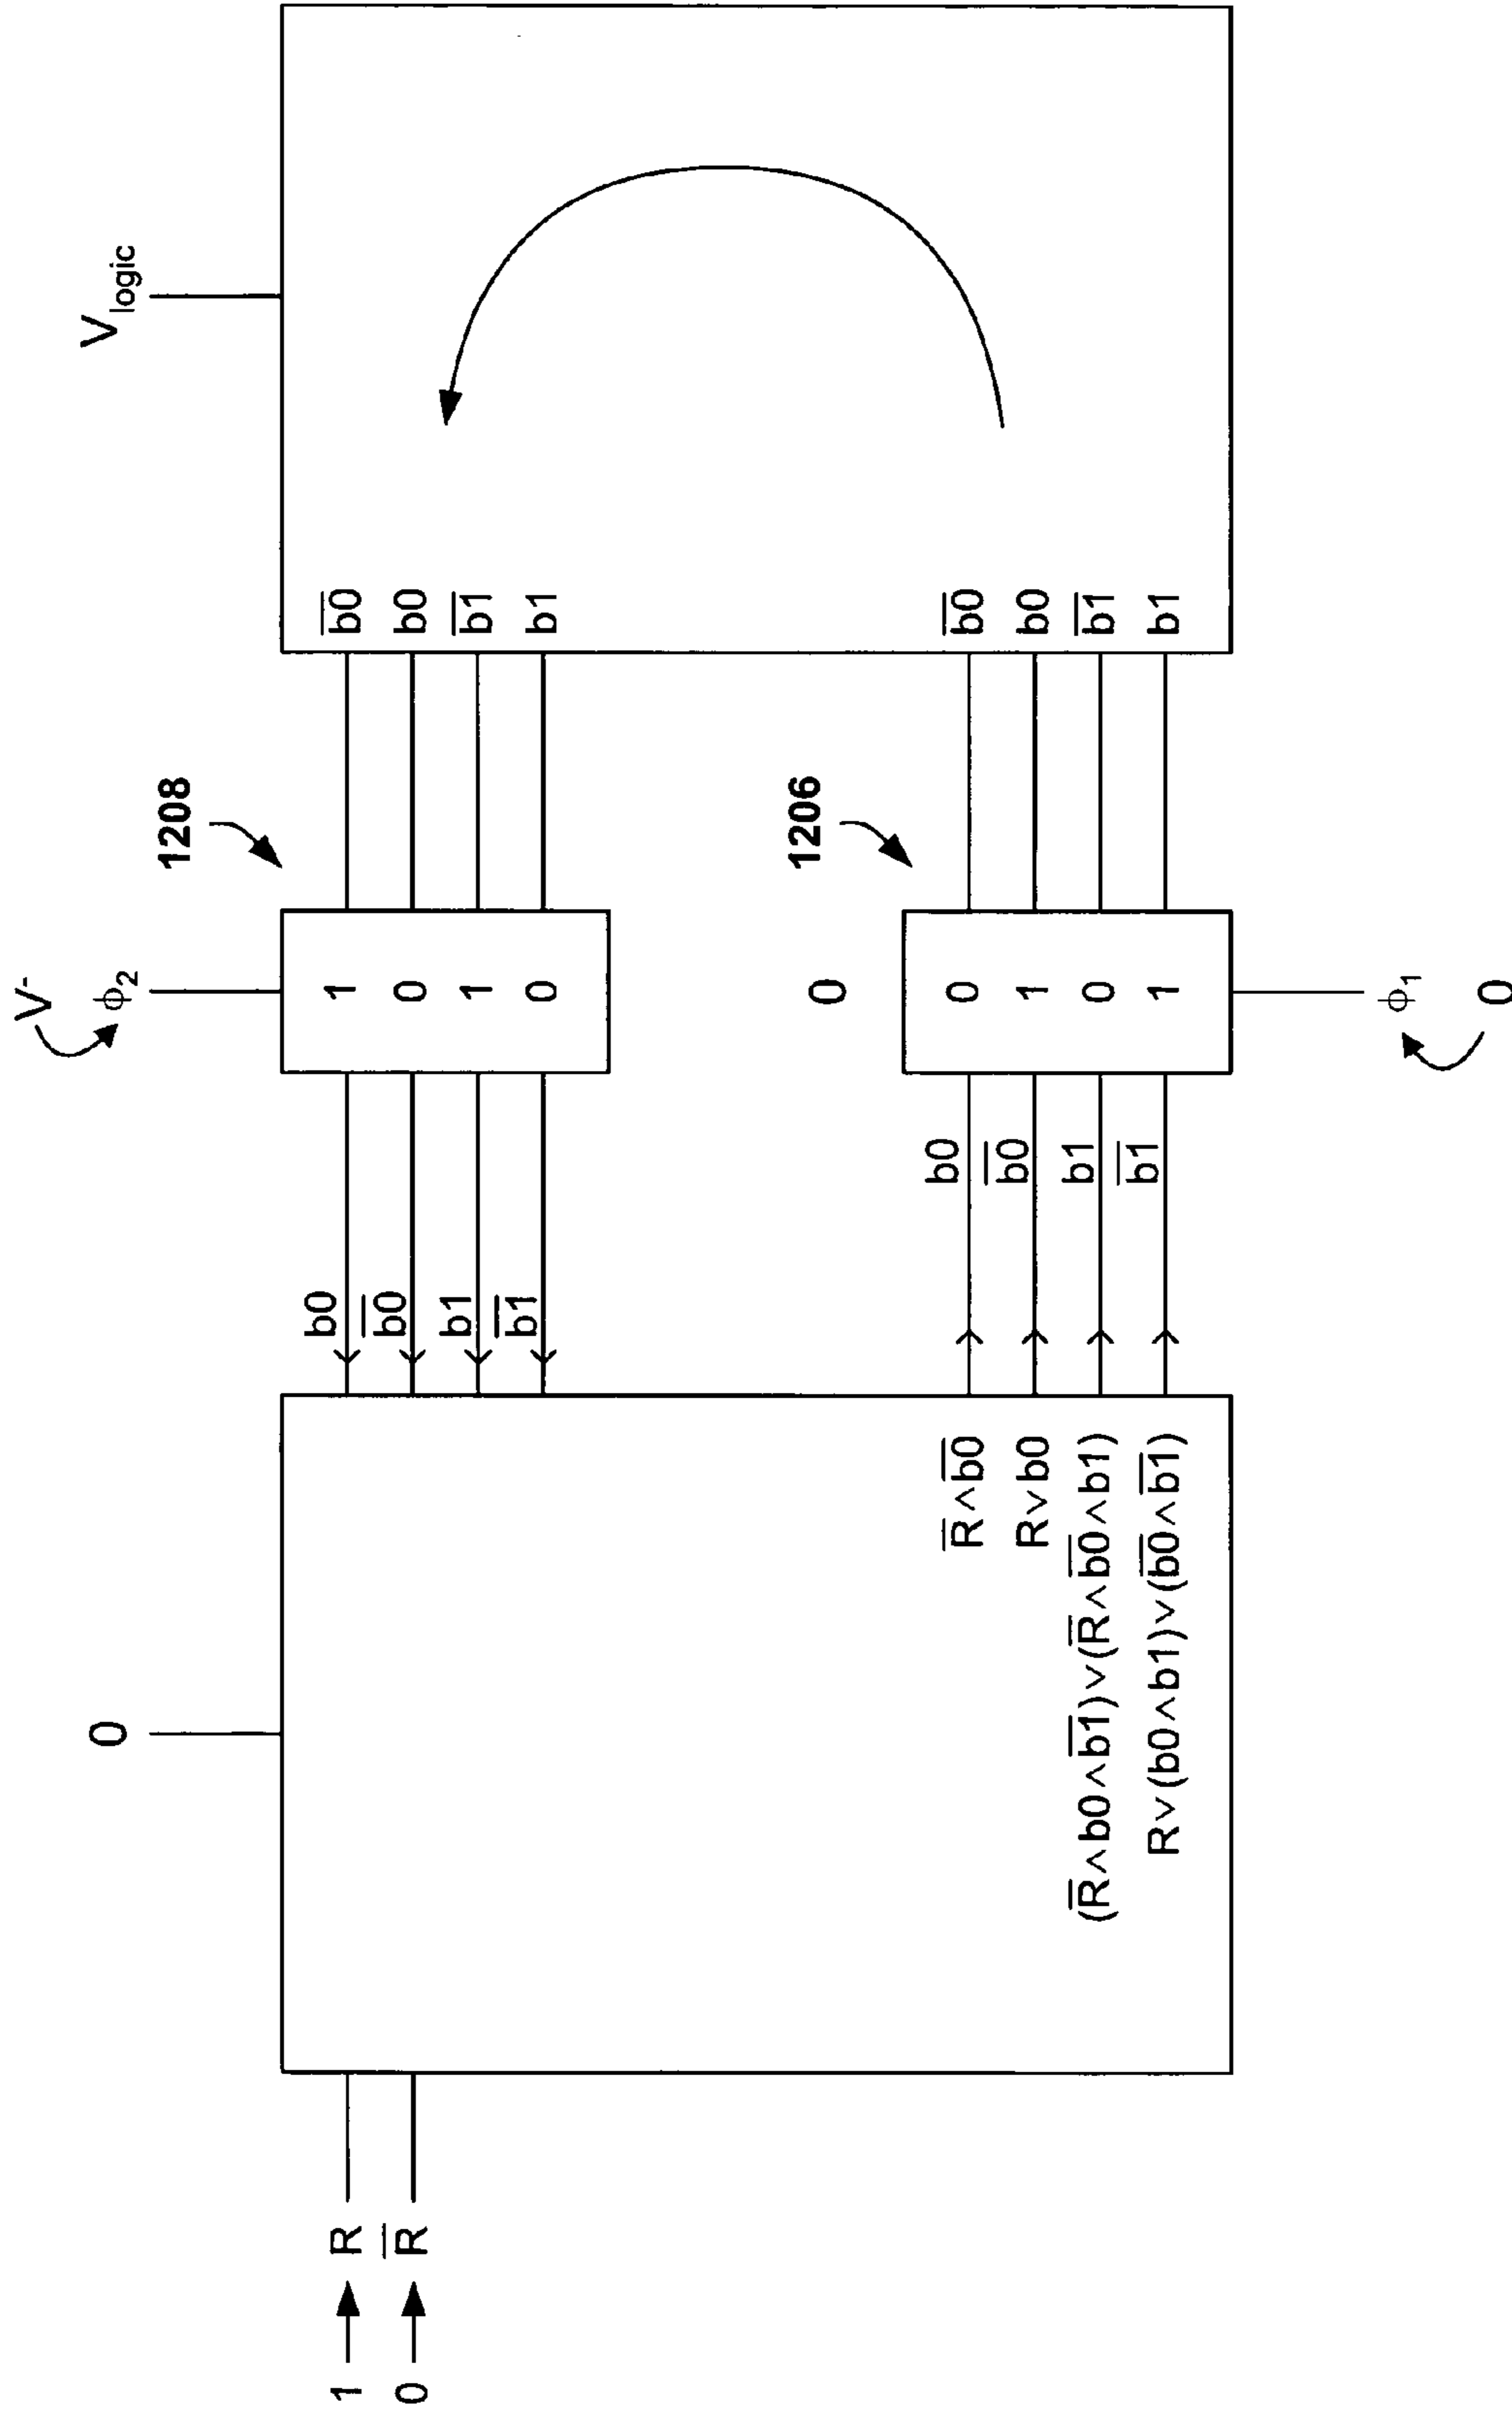 V-
ϕ₂
0
V_logic
1208
1 R b0 1 b̅0̅
0 R̅ b̅0̅ 0 b0
b1 1 b̅1̅
b̅1̅ 0 b1
1206
0
R̅∧b̅0̅ b0 0 b̅0̅
R∨b0 b̅0̅ 1 b0
(R̅∧b0∧b̅1̅)∨(R̅∧b̅0̅∧b1) b1 0 b̅1̅
R∨(b0∧b1)∨(b̅0̅∧b̅1̅) b̅1̅ 1 b1
ϕ₁
0